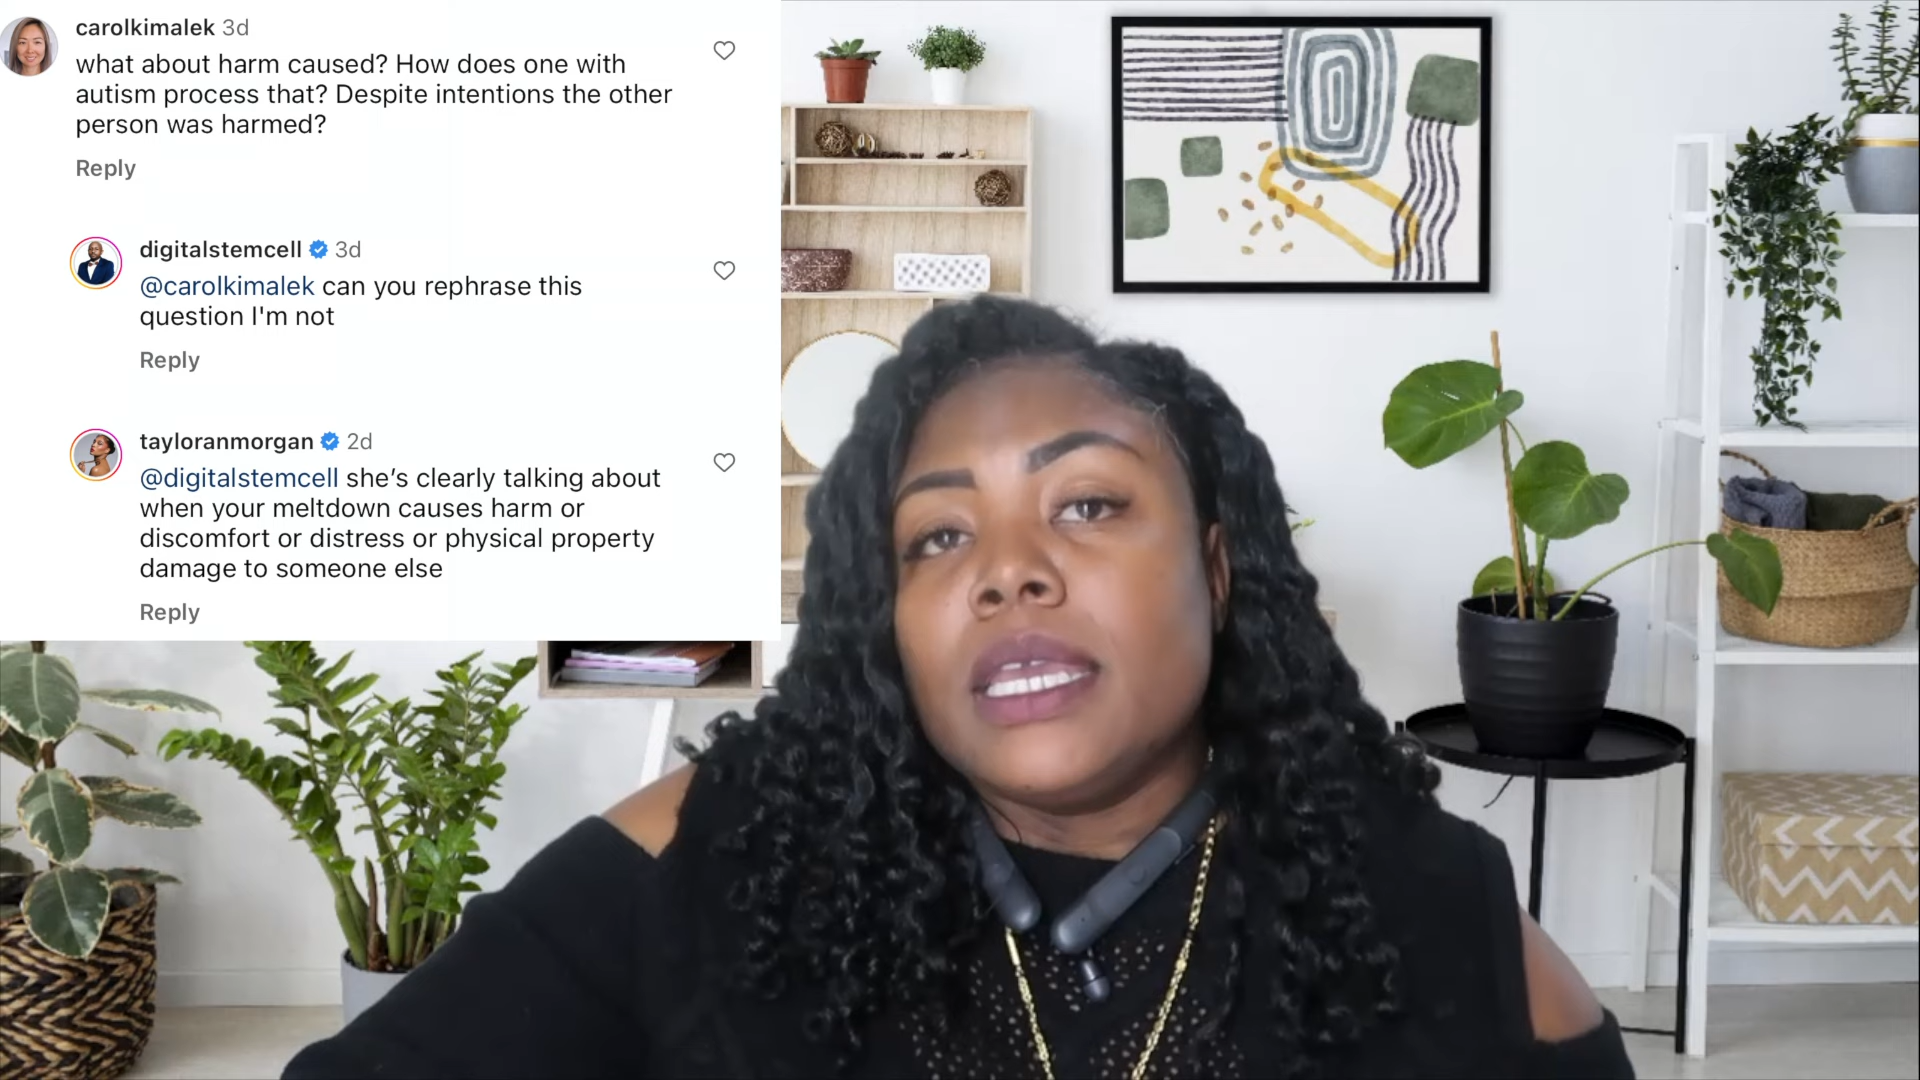 carolkimalek 3d
what about harm caused? How does one with
autism process that? Despite intentions the other
person was harmed?
Reply
digitalstemcell 3d
@carolkimalek can you rephrase this
question I'm not
Reply
tayloranmorgan 2d
@digitalstemcell she’s clearly talking about
when your meltdown causes harm or
discomfort or distress or physical property
damage to someone else
Reply